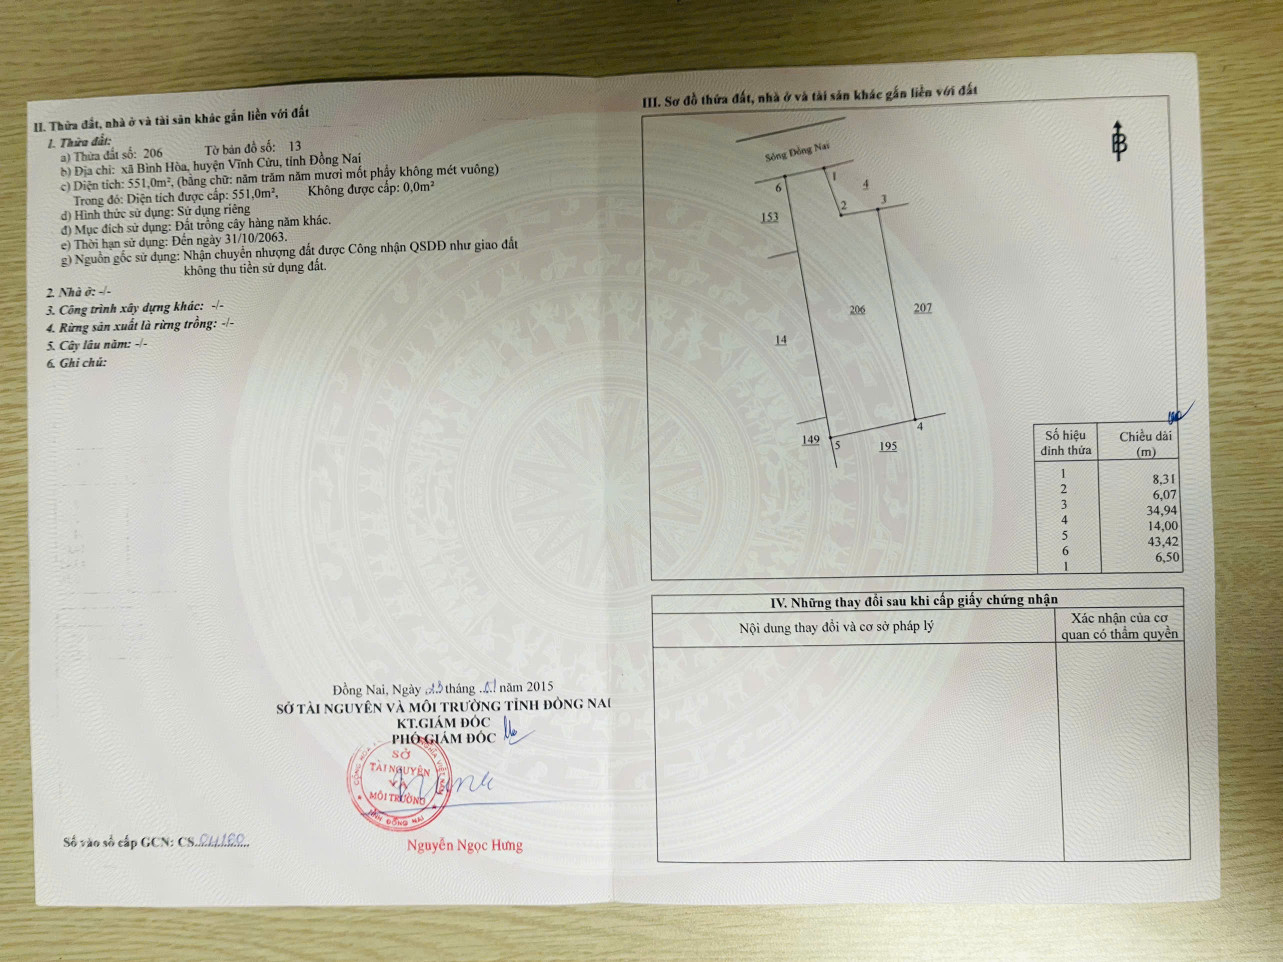 II. Thửa đất, nhà ở và tài sản khác gắn liền với đất
1. Thửa đất:
a) Thửa đất số: 206 Tờ bản đồ số: 13
b) Địa chỉ: xã Bình Hòa, huyện Vĩnh Cửu, tỉnh Đồng Nai
c) Diện tích: 551,0m², (bằng chữ: năm trăm năm mươi mốt phẩy không mét vuông)
Trong đó: Diện tích được cấp: 551,0m², Không được cấp: 0,0m²
d) Hình thức sử dụng: Sử dụng riêng
đ) Mục đích sử dụng: Đất trồng cây hàng năm khác.
e) Thời hạn sử dụng: Đến ngày 31/10/2063.
g) Nguồn gốc sử dụng: Nhận chuyển nhượng đất được Công nhận QSDĐ như giao đất
không thu tiền sử dụng đất.
2. Nhà ở: -/-
3. Công trình xây dựng khác: -/-
4. Rừng sản xuất là rừng trồng: -/-
5. Cây lâu năm: -/-
6. Ghi chú:
Đồng Nai, Ngày tháng năm 2015
SỞ TÀI NGUYÊN VÀ MÔI TRƯỜNG TỈNH ĐỒNG NAI
KT.GIÁM ĐỐC
PHÓ GIÁM ĐỐC
SỞ
TÀI NGUYÊN
VÀ
MÔI TRƯỜNG
TỈNH ĐỒNG NAI
Nguyễn Ngọc Hưng
Số vào sổ cấp GCN: CS
III. Sơ đồ thửa đất, nhà ở và tài sản khác gắn liền với đất
B
Sông Đồng Nai
1
6
4
3
2
153
206
207
14
149
5
195
4
Số hiệu đỉnh thửa
Chiều dài (m)
1
8,31
2
6,07
3
34,94
4
14,00
5
43,42
6
6,50
1
IV. Những thay đổi sau khi cấp giấy chứng nhận
Nội dung thay đổi và cơ sở pháp lý
Xác nhận của cơ
quan có thẩm quyền